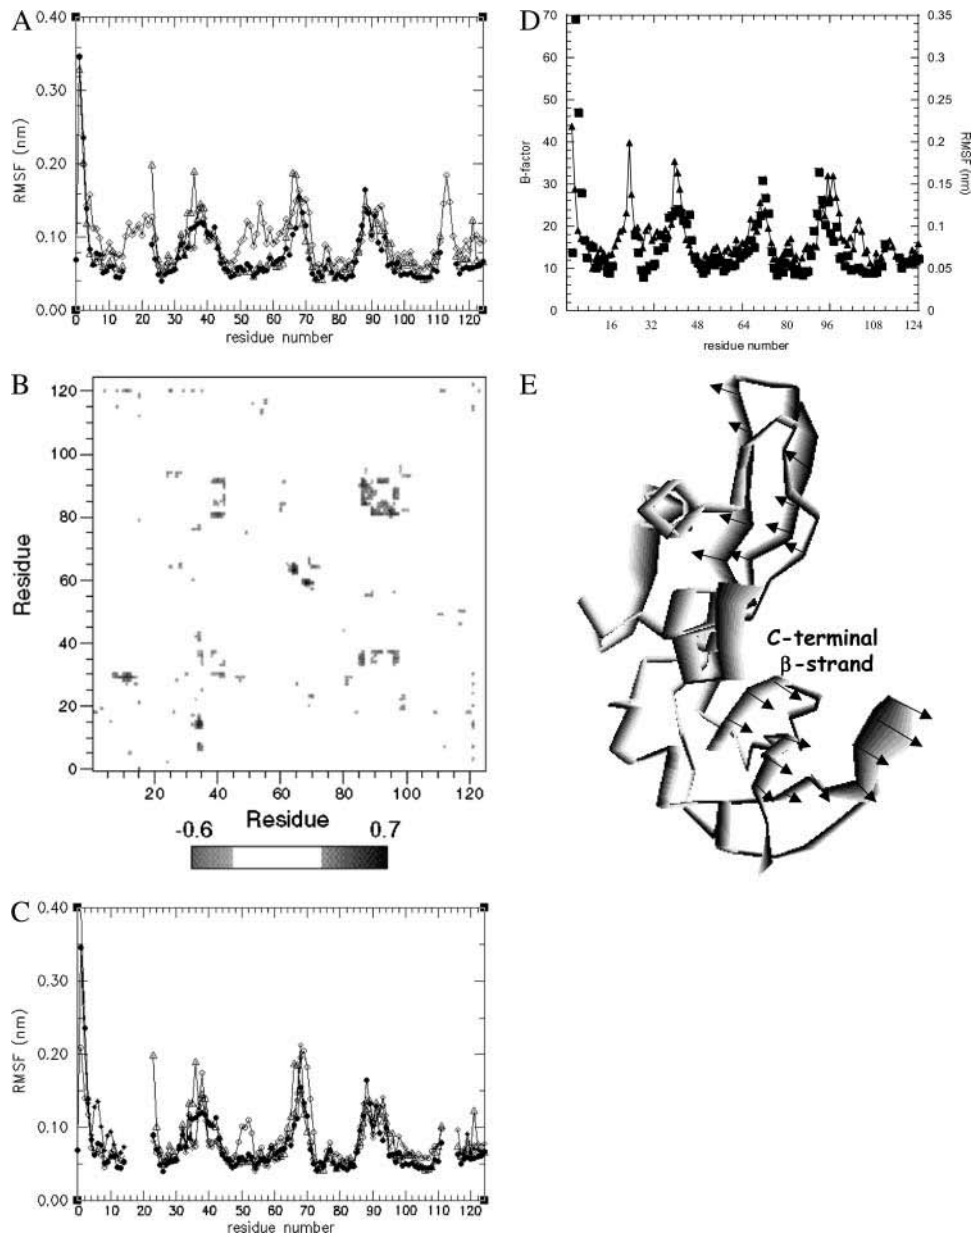 A
0.40
0.30
0.20
0.10
0.00
RMSF (nm)
0 10 20 30 40 50 60 70 80 90 100 110 120
residue number
D
70
60
50
40
30
20
10
0
B-factor
0.35
0.3
0.25
0.2
0.15
0.1
0.05
0
RMSF (nm)
16 32 48 64 80 96 108 124
residue number
B
120
100
80
60
40
20
0
Residue
20 40 60 80 100 120
Residue
-0.6 0.7
E
C-terminal
β-strand
C
0.40
0.30
0.20
0.10
0.00
RMSF (nm)
0 10 20 30 40 50 60 70 80 90 100 110 120
residue number